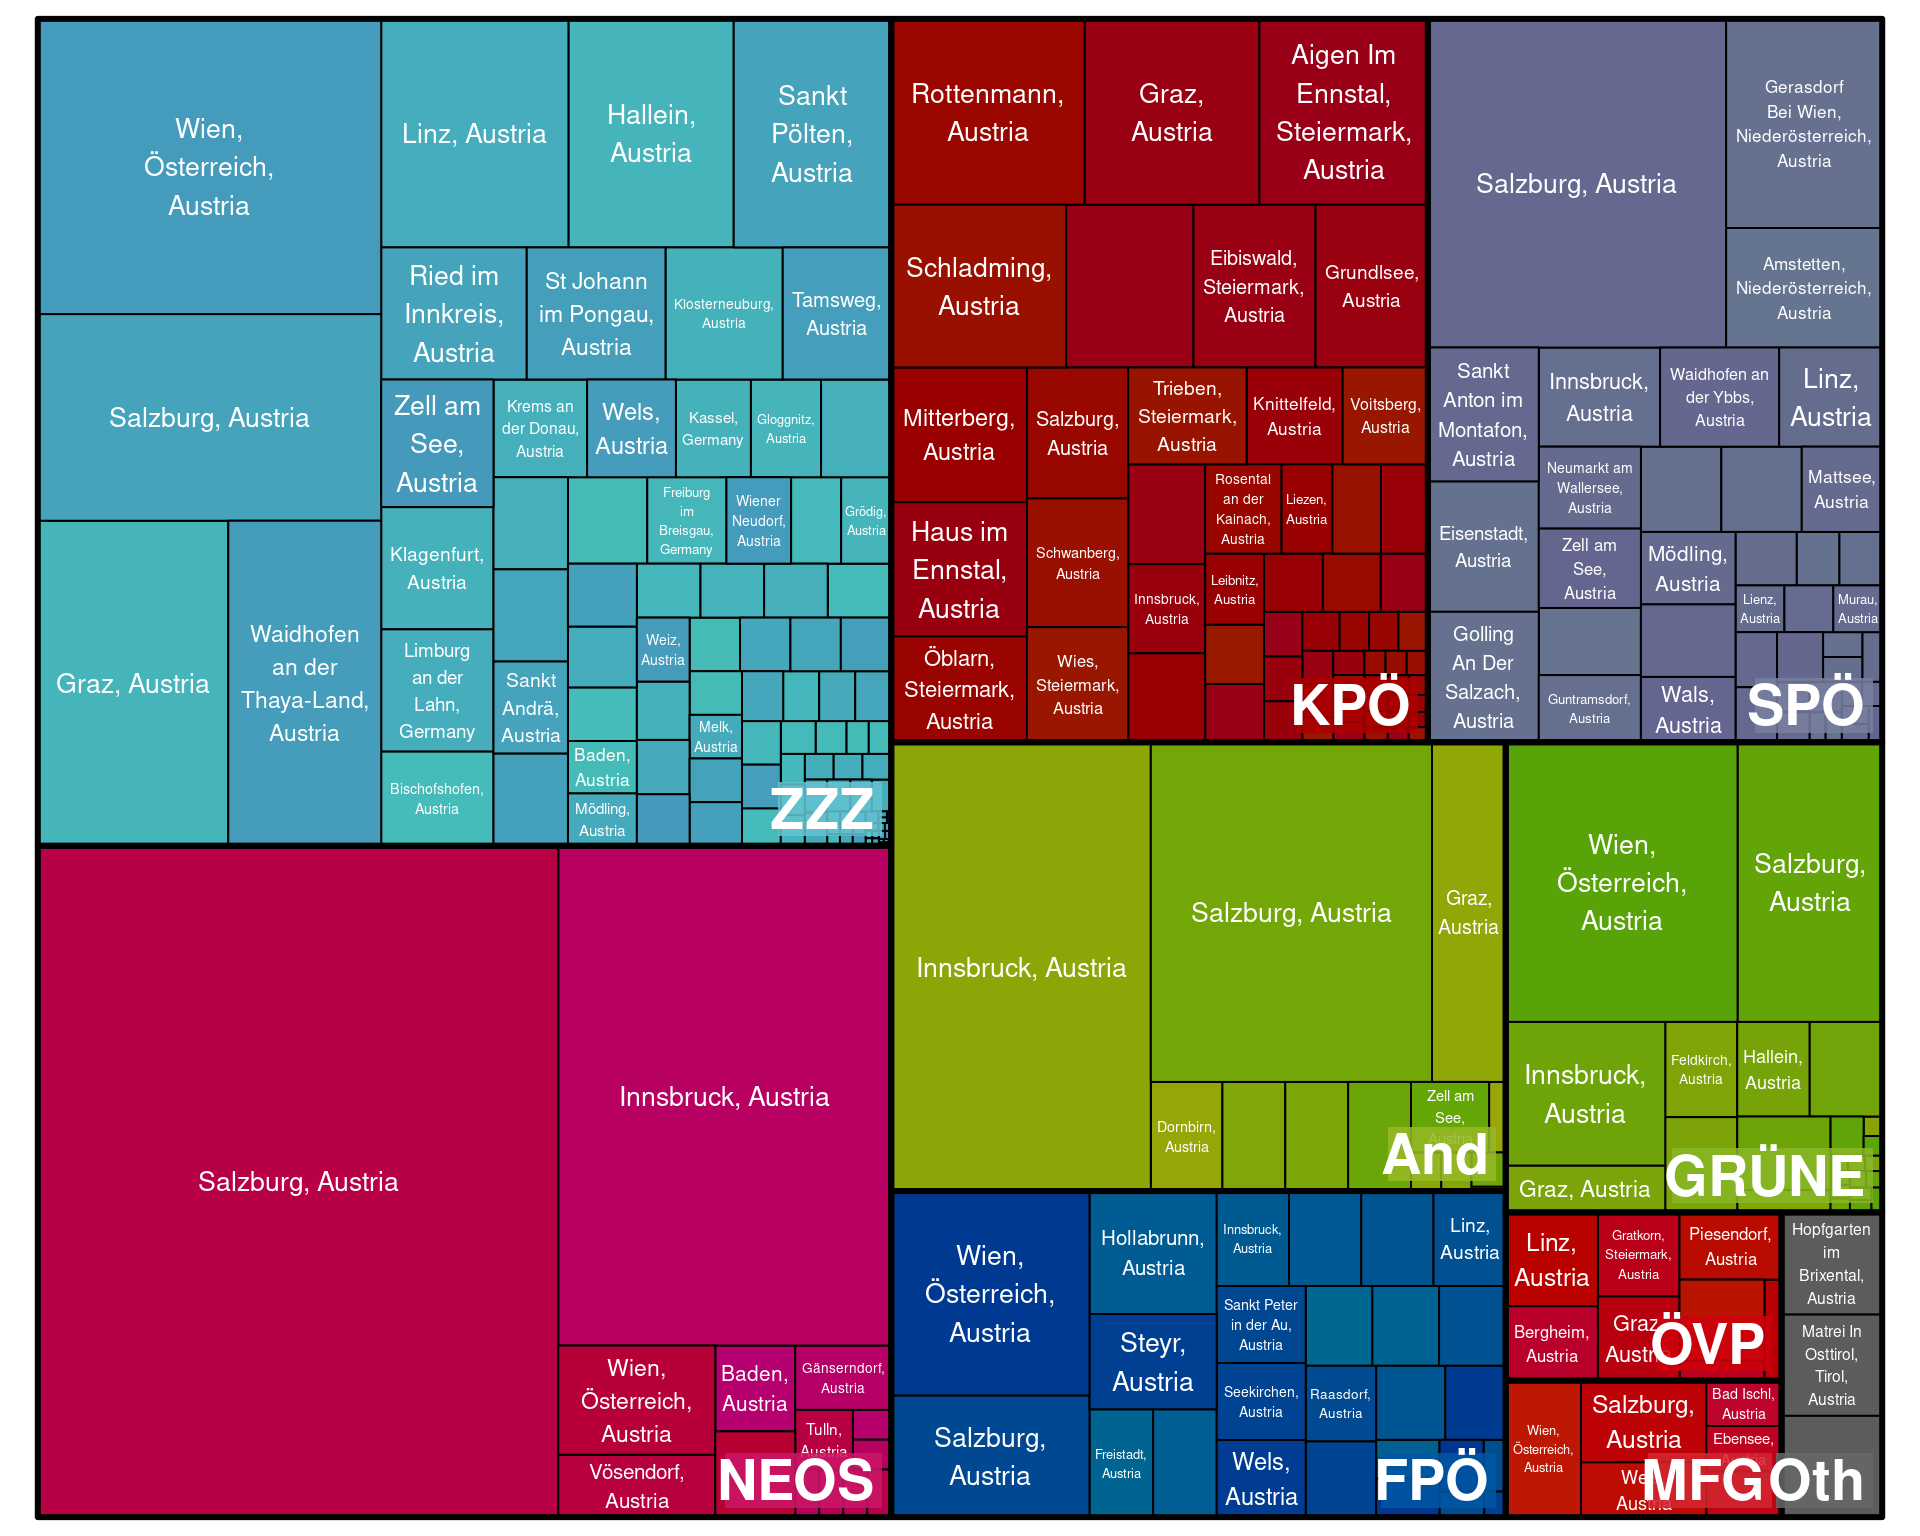 Wien,
Österreich,
Austria
Linz, Austria
Hallein,
Austria
Sankt
Pölten,
Austria
Salzburg, Austria
Ried im
Innkreis,
Austria
St Johann
im Pongau,
Austria
Klosterneuburg,
Austria
Tamsweg,
Austria
Zell am
See,
Austria
Krems an
der Donau,
Austria
Wels,
Austria
Kassel,
Germany
Gloggnitz,
Austria
Graz, Austria
Waidhofen
an der
Thaya-Land,
Austria
Klagenfurt,
Austria
Freiburg
im
Breisgau,
Germany
Wiener
Neudorf,
Austria
Grödig,
Austria
Limburg
an der
Lahn,
Germany
Sankt
Andrä,
Austria
Weiz,
Austria
Melk,
Austria
Bischofshofen,
Austria
Baden,
Austria
Mödling,
Austria
ZZZ
Rottenmann,
Austria
Graz,
Austria
Aigen Im
Ennstal,
Steiermark,
Austria
Schladming,
Austria
Eibiswald,
Steiermark,
Austria
Grundlsee,
Austria
Mitterberg,
Austria
Salzburg,
Austria
Trieben,
Steiermark,
Austria
Knittelfeld,
Austria
Voitsberg,
Austria
Haus im
Ennstal,
Austria
Schwanberg,
Austria
Rosental
an der
Kainach,
Austria
Liezen,
Austria
Innsbruck,
Austria
Leibnitz,
Austria
Öblarn,
Steiermark,
Austria
Wies,
Steiermark,
Austria
KPÖ
Salzburg, Austria
Gerasdorf
Bei Wien,
Niederösterreich,
Austria
Amstetten,
Niederösterreich,
Austria
Sankt
Anton im
Montafon,
Austria
Innsbruck,
Austria
Waidhofen an
der Ybbs,
Austria
Linz,
Austria
Eisenstadt,
Austria
Neumarkt am
Wallersee,
Austria
Mattsee,
Austria
Zell am
See,
Austria
Mödling,
Austria
Lienz,
Austria
Murau,
Austria
Golling
An Der
Salzach,
Austria
Guntramsdorf,
Austria
Wals,
Austria
SPÖ
Salzburg, Austria
Innsbruck, Austria
Wien,
Österreich,
Austria
Baden,
Austria
Gänserndorf,
Austria
Tulln,
Austria
Vösendorf,
Austria
NEOS
Innsbruck, Austria
Salzburg, Austria
Graz,
Austria
Dornbirn,
Austria
Zell am
See,
Austria
And
Wien,
Österreich,
Austria
Salzburg,
Austria
Innsbruck,
Austria
Feldkirch,
Austria
Hallein,
Austria
Graz, Austria
GRÜNE
Wien,
Österreich,
Austria
Hollabrunn,
Austria
Innsbruck,
Austria
Linz,
Austria
Steyr,
Austria
Sankt Peter
in der Au,
Austria
Salzburg,
Austria
Seekirchen,
Austria
Raasdorf,
Austria
Freistadt,
Austria
Wels,
Austria
FPÖ
Linz,
Austria
Gratkorn,
Steiermark,
Austria
Piesendorf,
Austria
Bergheim,
Austria
Graz,
Austria
ÖVP
Wien,
Österreich,
Austria
Salzburg,
Austria
Bad Ischl,
Austria
Ebensee,
Austria
MFG
Hopfgarten
im
Brixental,
Austria
Matrei In
Osttirol,
Tirol,
Austria
Oth